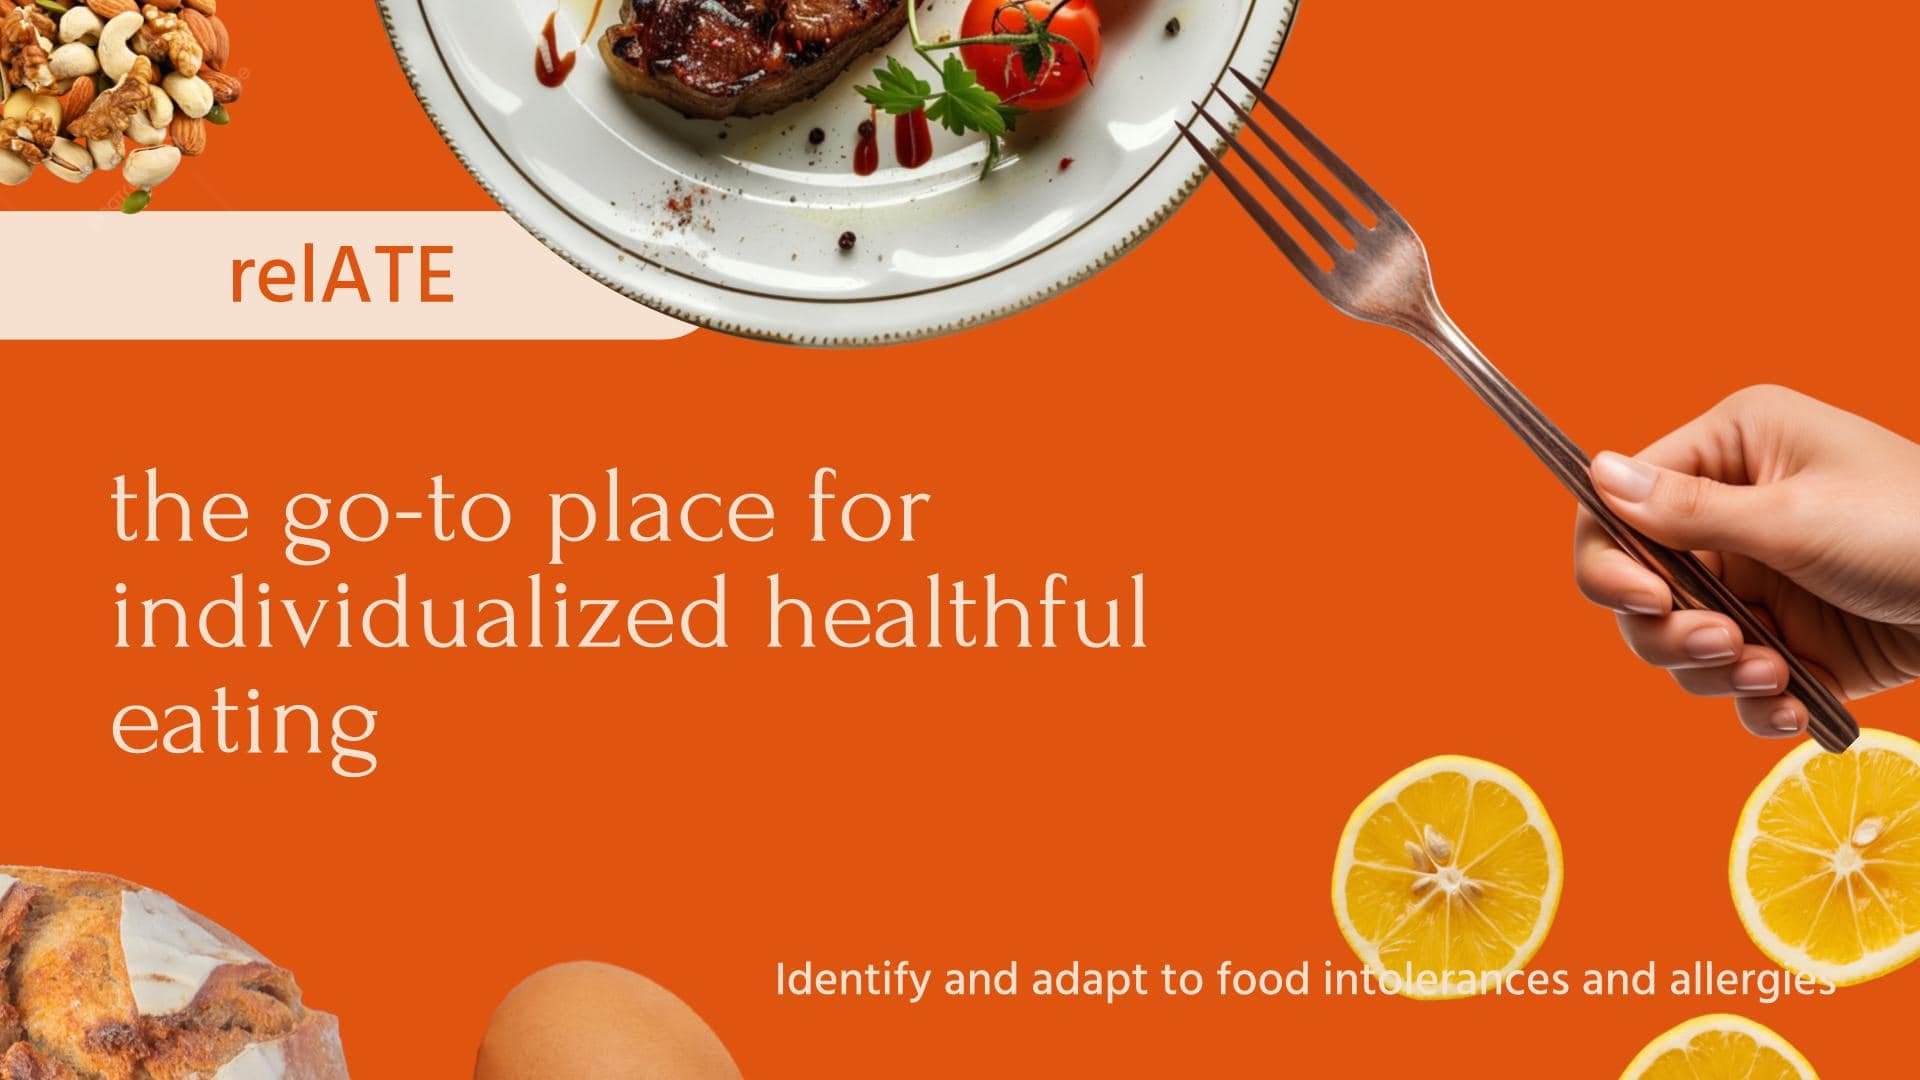 relATE
the go-to place for
individualized healthful
eating
Identify and adapt to food intolerances and allergies